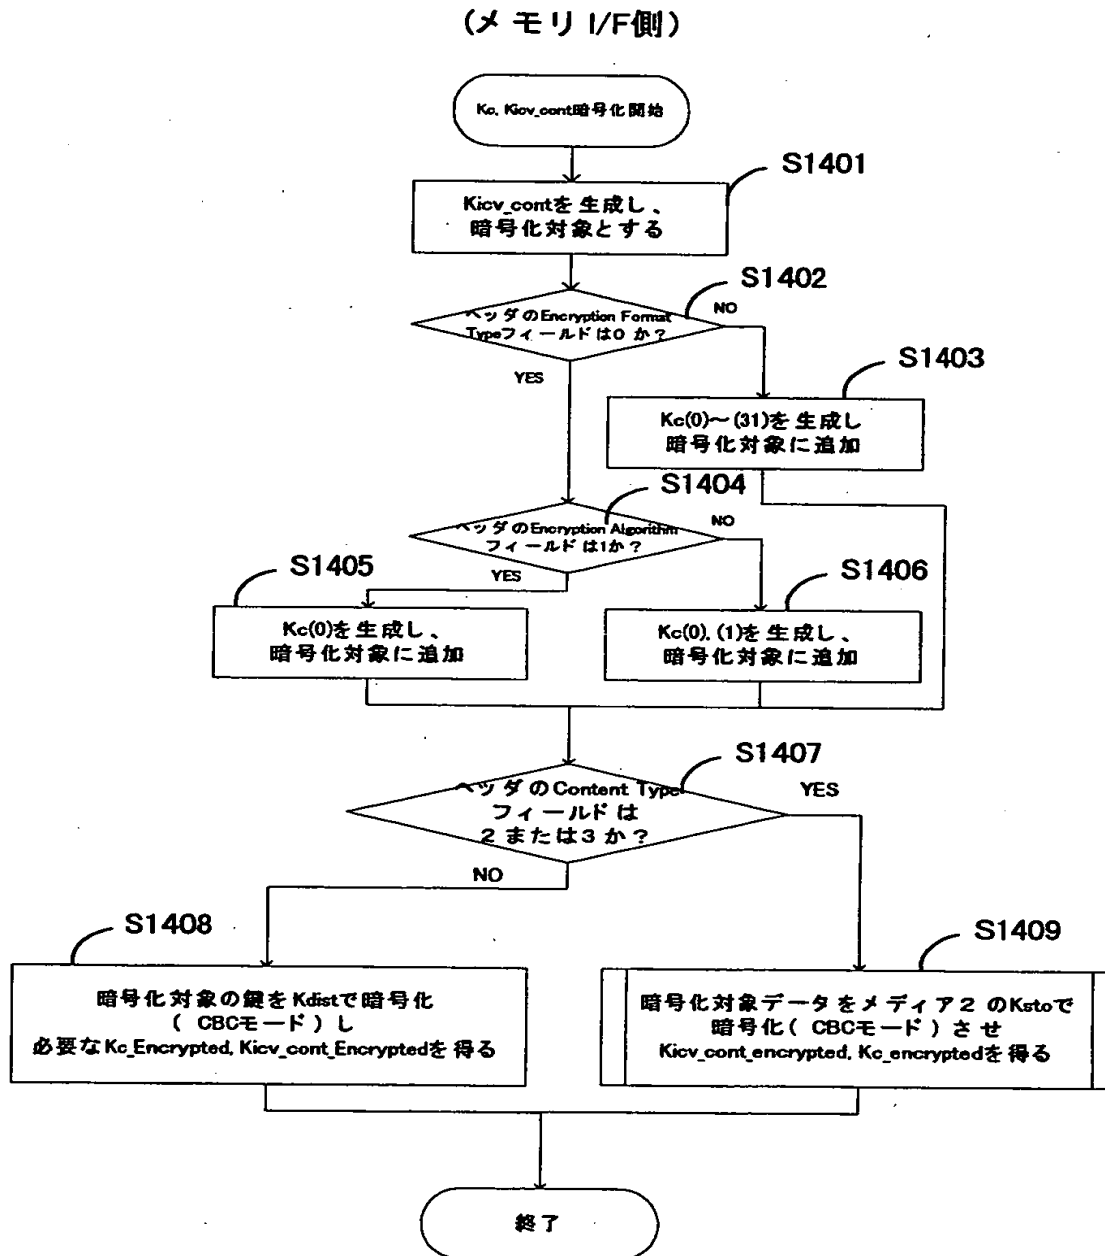 (メモリI/F側)
Kc, Kicv_cont暗号化開始
S1401
Kicv_contを生成し、
暗号化対象とする
S1402
ヘッダのEncryption Format
Typeフィールドは0か?
NO
YES
S1403
Kc(0)~(31)を生成し
暗号化対象に追加
S1404
ヘッダのEncryption Algorithm
フィールドは1か?
NO
YES
S1405
Kc(0)を生成し、
暗号化対象に追加
S1406
Kc(0), (1)を生成し、
暗号化対象に追加
S1407
ヘッダのContent Type
フィールドは
2または3か?
YES
NO
S1408
暗号化対象の鍵をKdistで暗号化
(CBCモード)し
必要なKc_Encrypted, Kicv_cont_Encryptedを得る
S1409
暗号化対象データをメディア2のKstoで
暗号化(CBCモード)させ
Kicv_cont_encrypted, Kc_encryptedを得る
終了